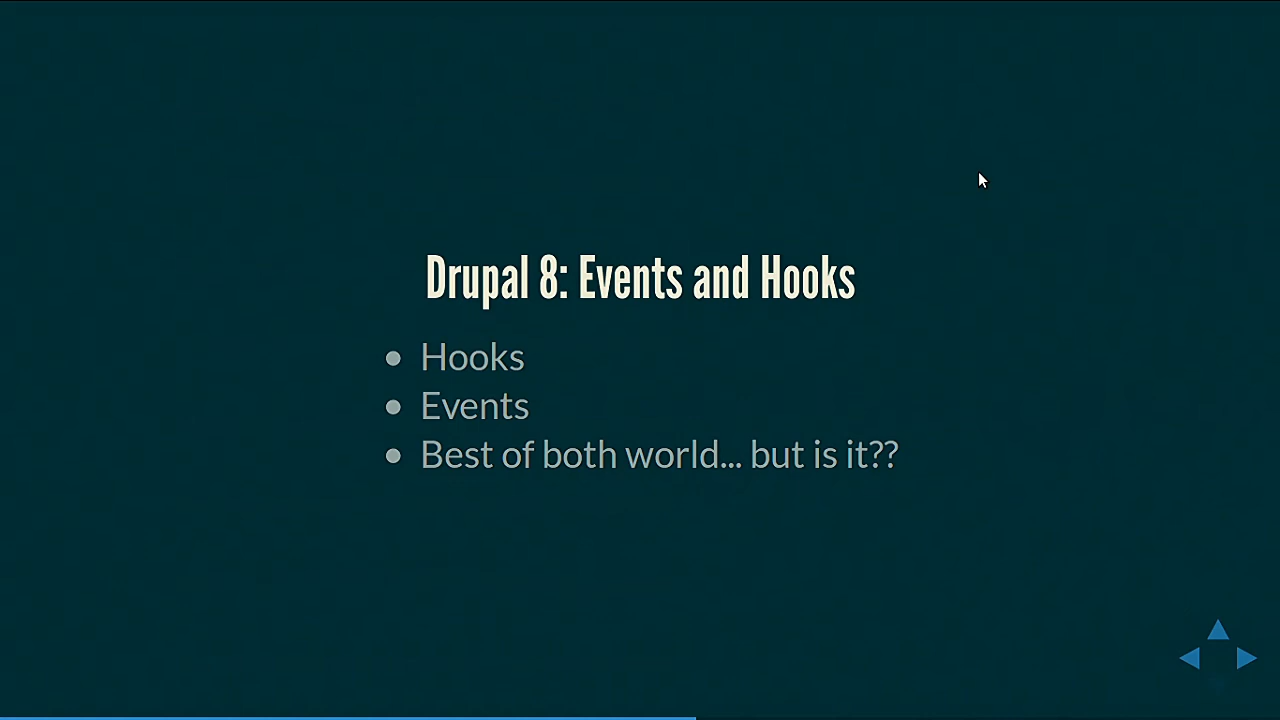 Drupal 8: Events and Hooks
Hooks
Events
Best of both world... but is it??